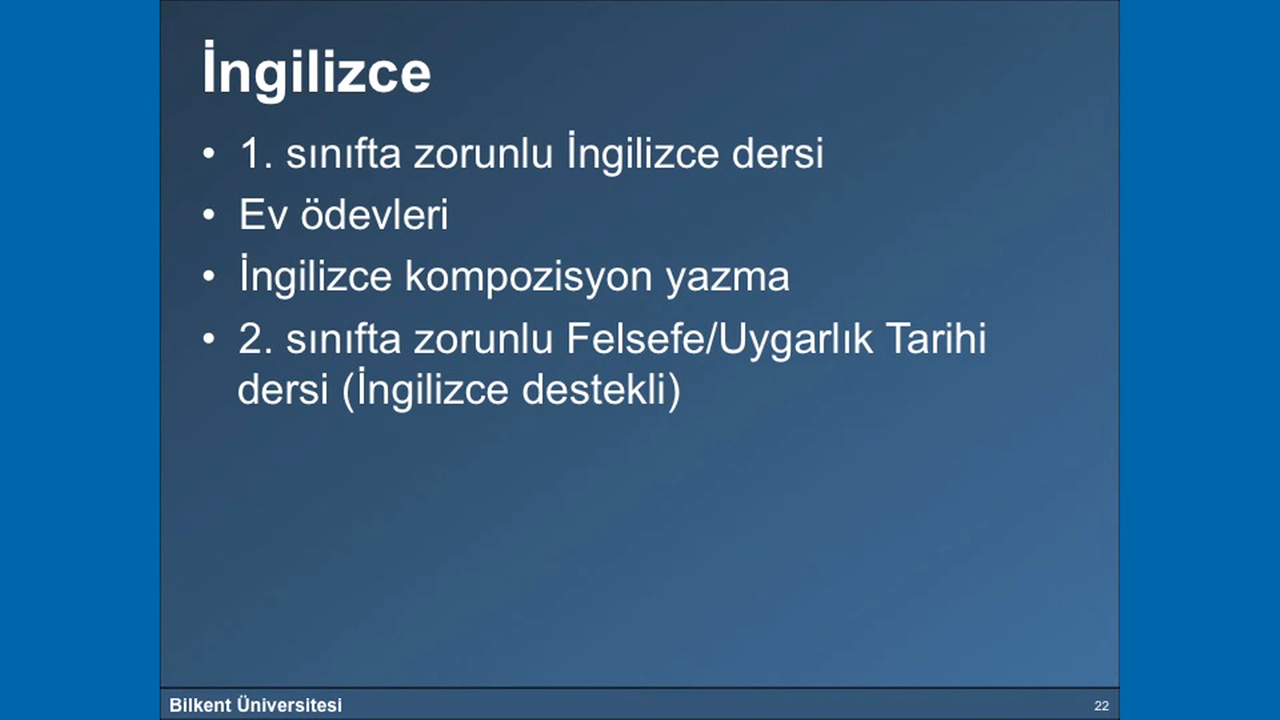 İngilizce
• 1. sınıfta zorunlu İngilizce dersi
• Ev ödevleri
• İngilizce kompozisyon yazma
• 2. sınıfta zorunlu Felsefe/Uygarlık Tarihi
dersi (İngilizce destekli)
Bilkent Üniversitesi
22